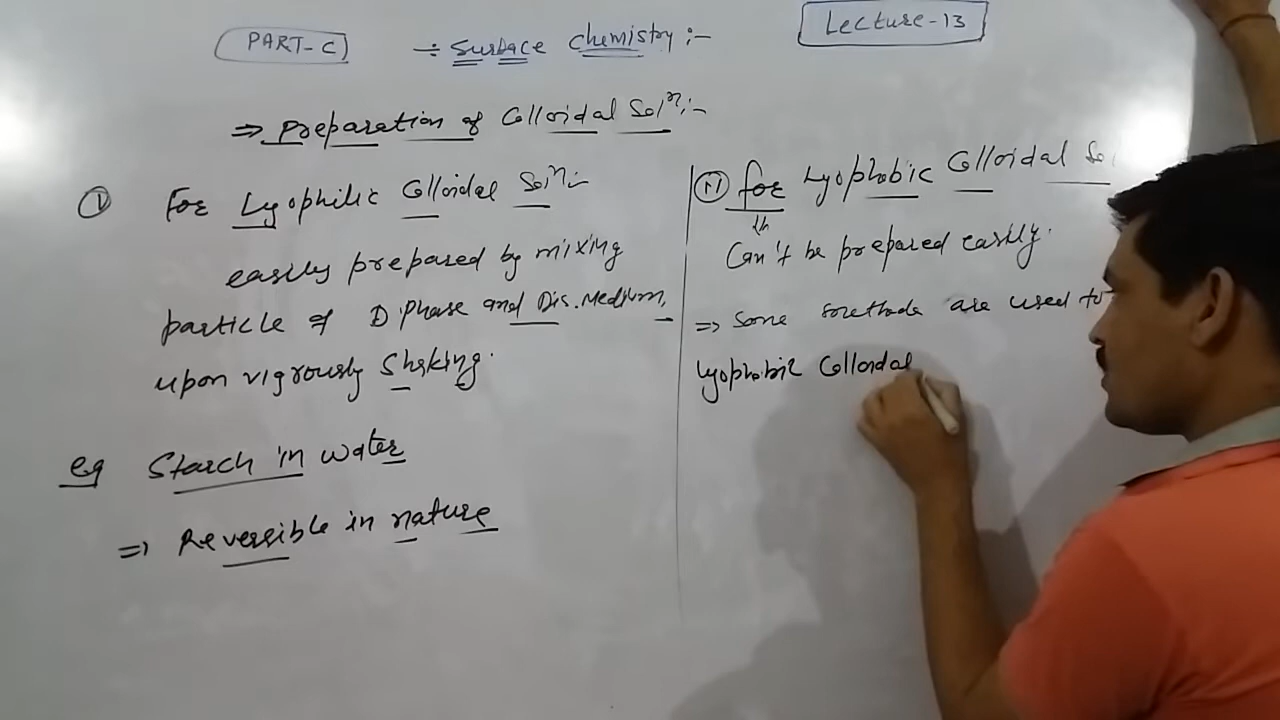 PART-C
÷ Surface Chemistry :-
Lecture-13
⇒ Preparation of Colloidal Solⁿ:-
① For Lyophilic Colloidal Solⁿ:-
easily prepared by mixing
particle of D.Phase and Dis.Medium,
upon vigrously Shaking.
eg Starch in water
⇒ Reversible in nature
(ii) for Lyophobic Colloidal So
Can't be prepared easily.
⇒ Some are used to
Lyophobic Colloidal